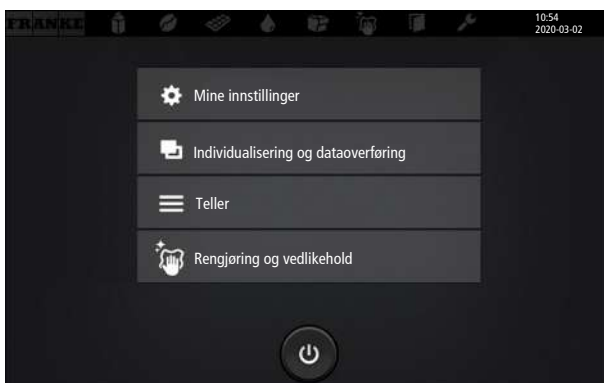 FRANKE
10:54
2020-03-02
Mine innstillinger
Individualisering og dataoverføring
Teller
Rengjøring og vedlikehold